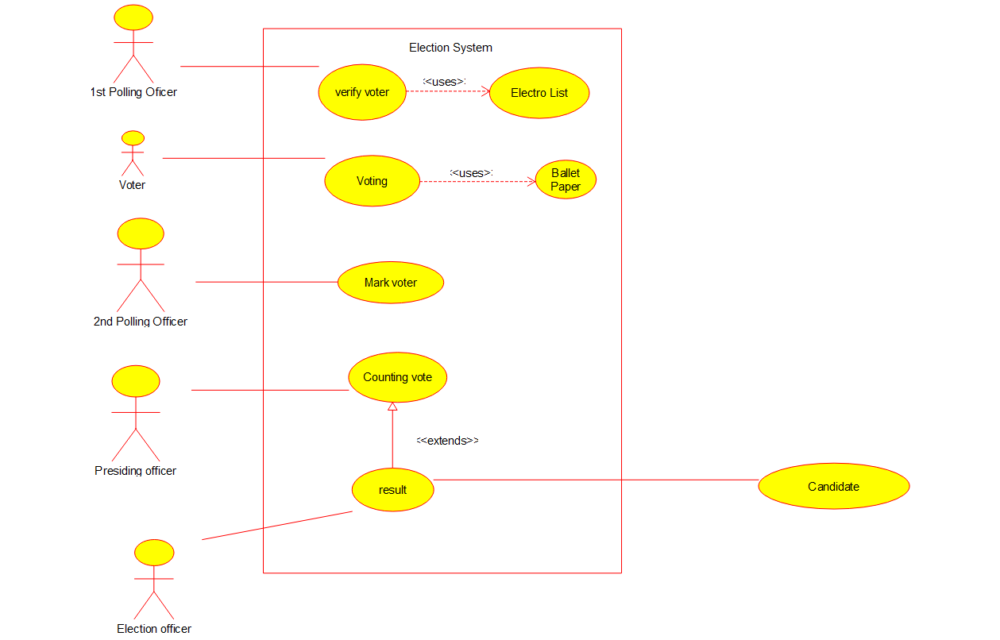 Election System
1st Polling Oficer
verify voter
<<uses>>
Electro List
Voter
Voting
<<uses>>
Ballet
Paper
2nd Polling Officer
Mark voter
Presiding officer
Counting vote
<<extends>>
result
Candidate
Election officer